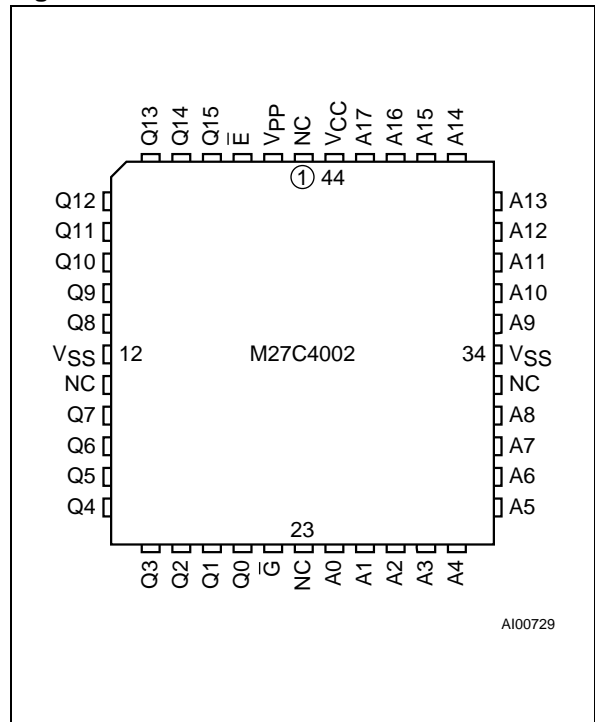 Q13 Q14 Q15 E̅ VPP NC VCC A17 A16 A15 A14
1 44
Q12 A13
Q11 A12
Q10 A11
Q9 A10
Q8 A9
VSS 12 M27C4002 34 VSS
NC NC
Q7 A8
Q6 A7
Q5 A6
Q4 A5
23
Q3 Q2 Q1 Q0 G̅ NC A0 A1 A2 A3 A4
AI00729